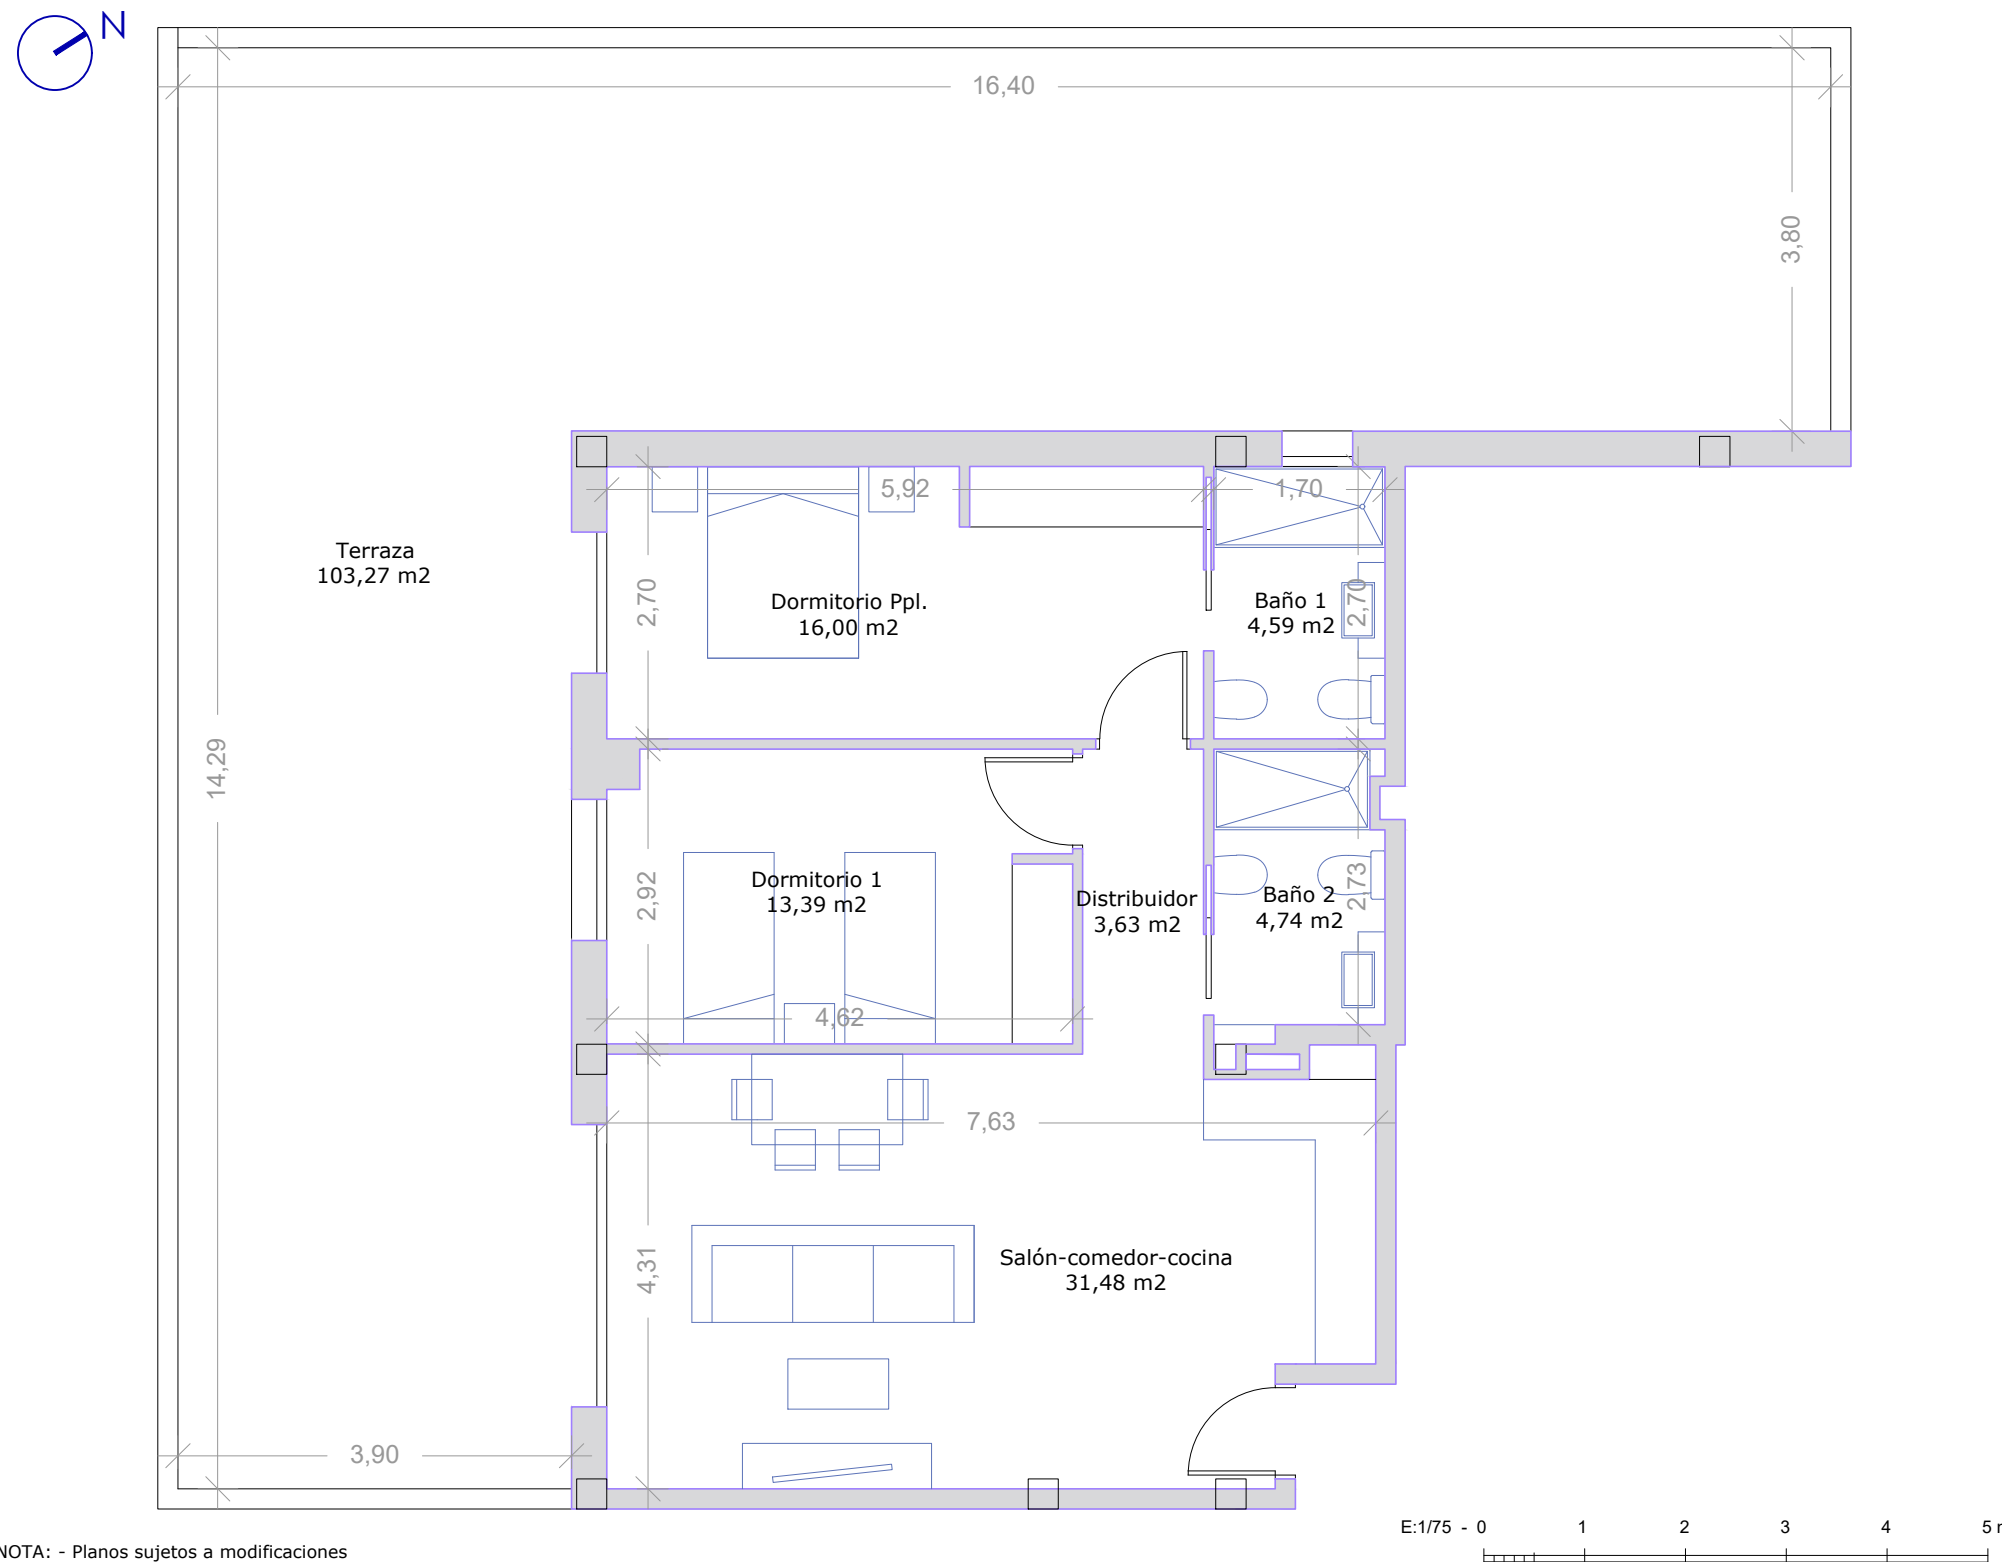 N
16,40
3,80
5,92
1,70
Terraza
103,27 m2
2,70
Dormitorio Ppl.
16,00 m2
Baño 1
4,59 m2
2,70
14,29
2,92
Dormitorio 1
13,39 m2
Distribuidor
3,63 m2
Baño 2
4,74 m2
2,73
4,62
7,63
4,31
Salón-comedor-cocina
31,48 m2
3,90
E:1/75 - 0 1 2 3 4 5
NOTA: - Planos sujetos a modificaciones